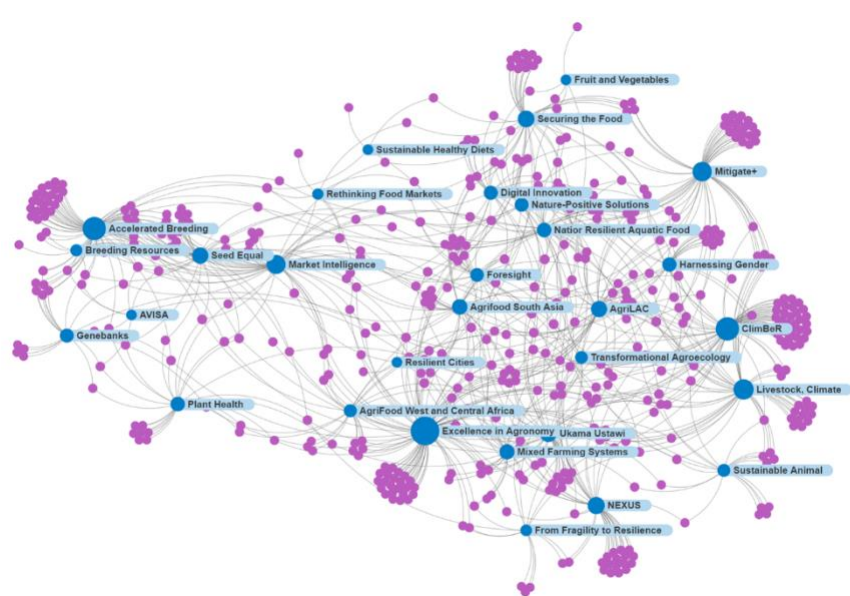 Fruit and Vegetables
Securing the Food
Sustainable Healthy Diets
Mitigate+
Rethinking Food Markets
Digital Innovation
Nature-Positive Solutions
Accelerated Breeding
Natior Resilient Aquatic Food
Breeding Resources
Seed Equal
Market Intelligence
Harnessing Gender
Foresight
AVISA
Agrifood South Asia
AgriLAC
Genebanks
ClimBeR
Resilient Cities
Transformational Agroecology
Livestock, Climate
Plant Health
AgriFood West and Central Africa
Excellence in Agronomy
Ukama Ustawi
Mixed Farming Systems
Sustainable Animal
NEXUS
From Fragility to Resilience